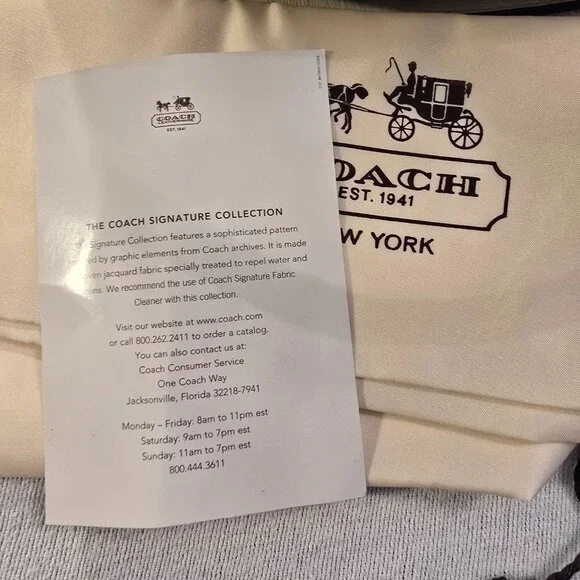 COACH
LEATHERWARE
EST. 1941
THE COACH SIGNATURE COLLECTION
Signature Collection features a sophisticated pattern
by graphic elements from Coach archives. It is made
jacquard fabric specially treated to repel water and
We recommend the use of Coach Signature Fabric
Cleaner with this collection.
Visit our website at www.coach.com
or call 800.262.2411 to order a catalog.
You can also contact us at:
Coach Consumer Service
One Coach Way
Jacksonville, Florida 32218-7941
Monday – Friday: 8am to 11pm est
Saturday: 9am to 7pm est
Sunday: 11am to 7pm est
800.444.3611
OACH
EST. 1941
W YORK